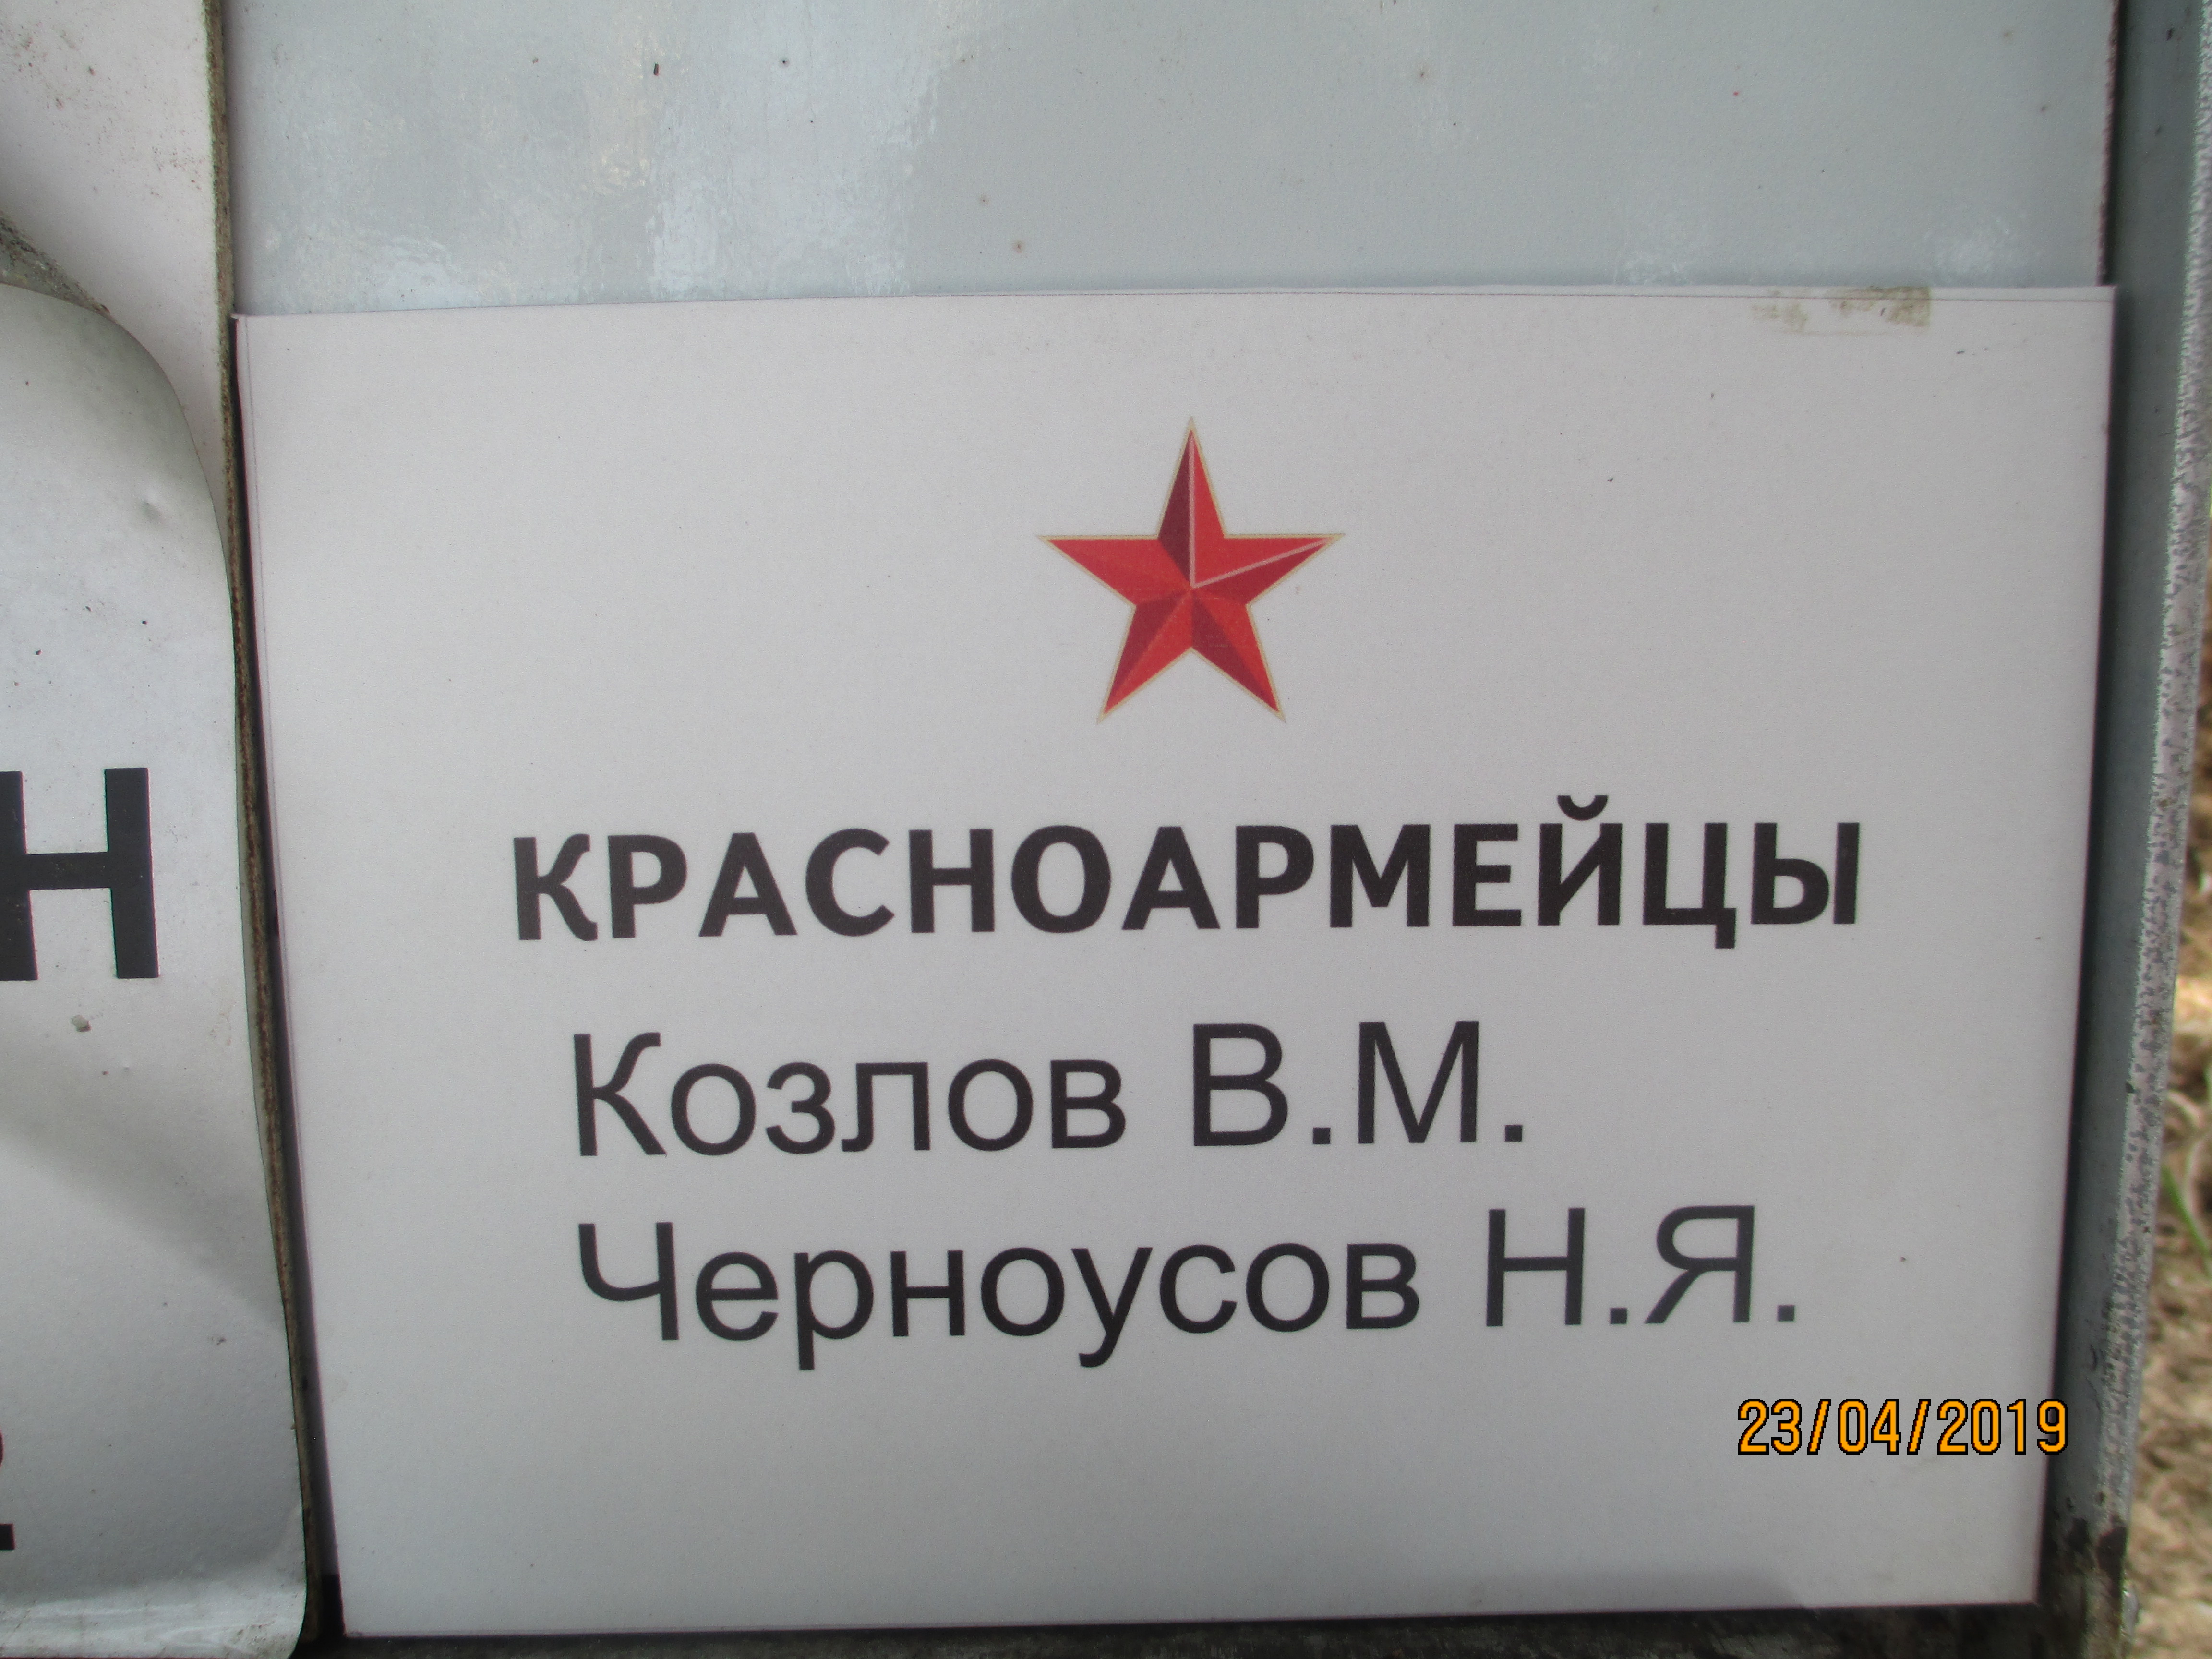 Н
КРАСНОАРМЕЙЦЫ
Козлов В.М.
Черноусов Н.Я.
23/04/2019